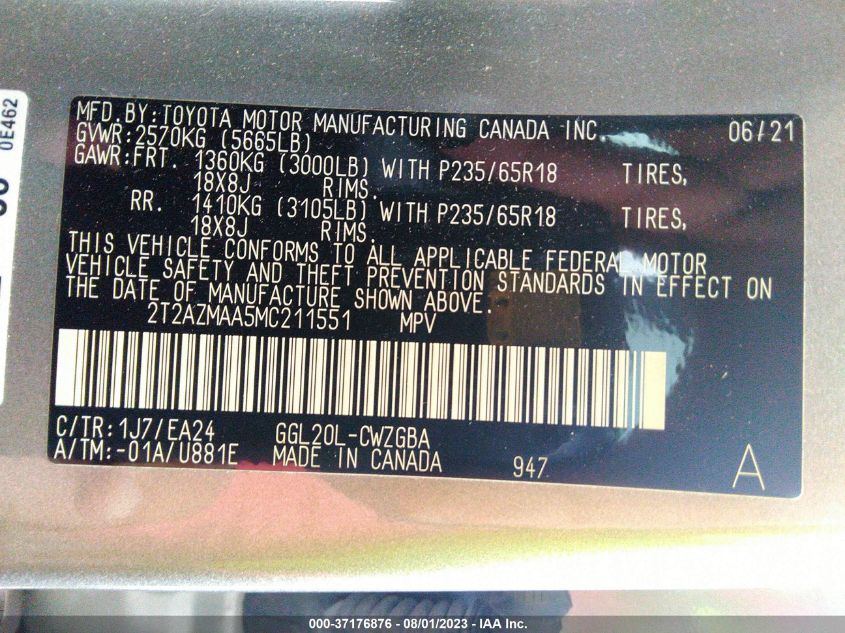 0E462
MFD.BY:TOYOTA MOTOR MANUFACTURING CANADA INC. 06/21
GVWR:2570KG (5665LB)
GAWR:FRT. 1360KG (3000LB) WITH P235/65R18 TIRES,
18X8J RIMS.
RR. 1410KG (3105LB) WITH P235/65R18 TIRES,
18X8J RIMS.
THIS VEHICLE CONFORMS TO ALL APPLICABLE FEDERAL MOTOR
VEHICLE SAFETY AND THEFT PREVENTION STANDARDS IN EFFECT ON
THE DATE OF MANUFACTURE SHOWN ABOVE.
2T2AZMAA5MC211551 MPV
C/TR:1J7/EA24 GGL20L-CWZGBA
A/TM:-01A/U881E MADE IN CANADA 947 A
000-37176876 - 08/01/2023 - IAA Inc.